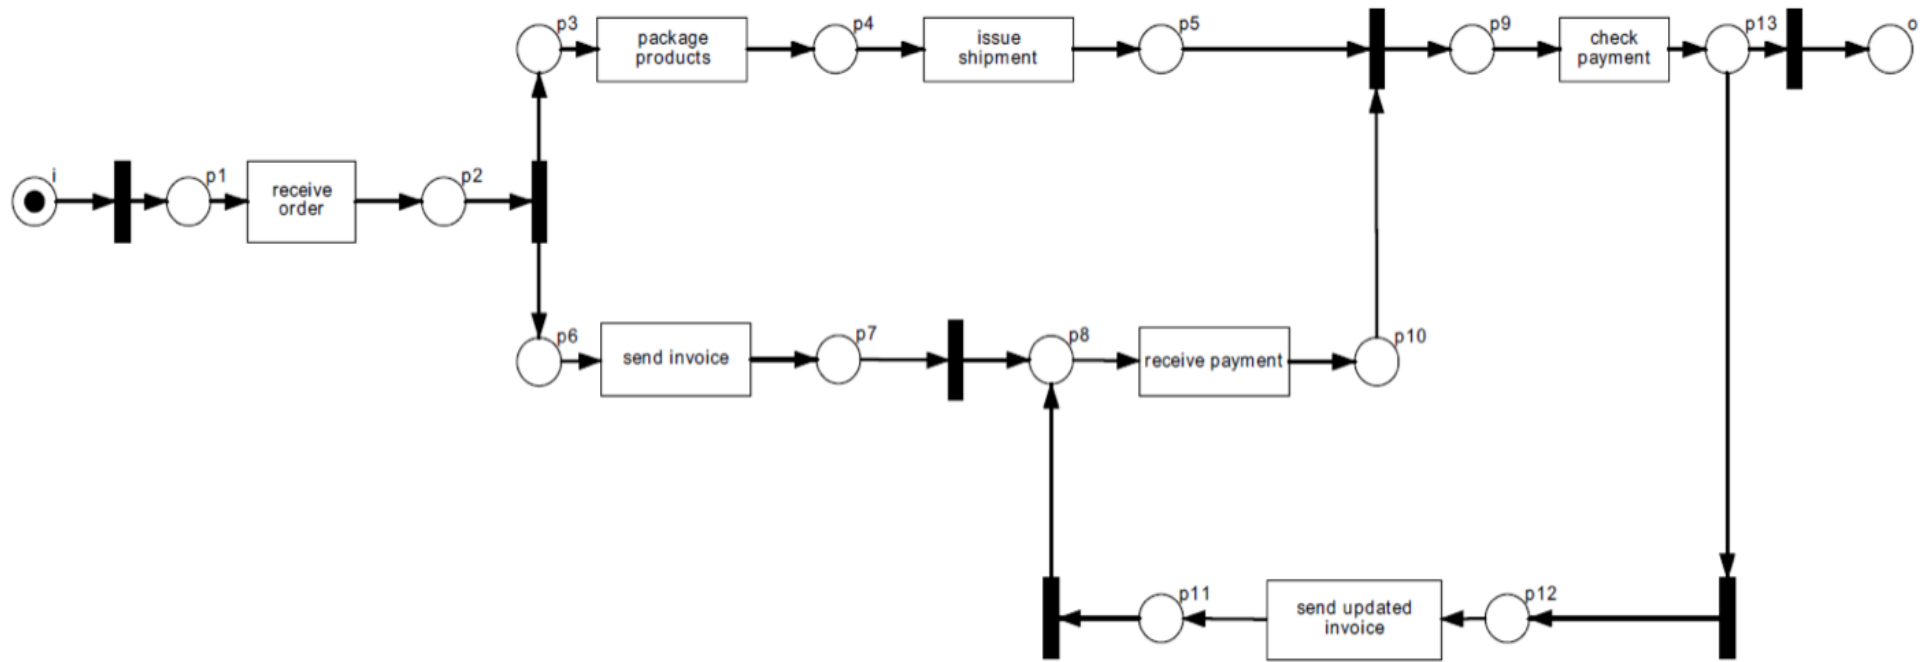 p3
package
products
p4
issue
shipment
p5
p9
check
payment
p13
o
i
p1
receive
order
p2
p6
send invoice
p7
p8
receive payment
p10
p11
send updated
invoice
p12